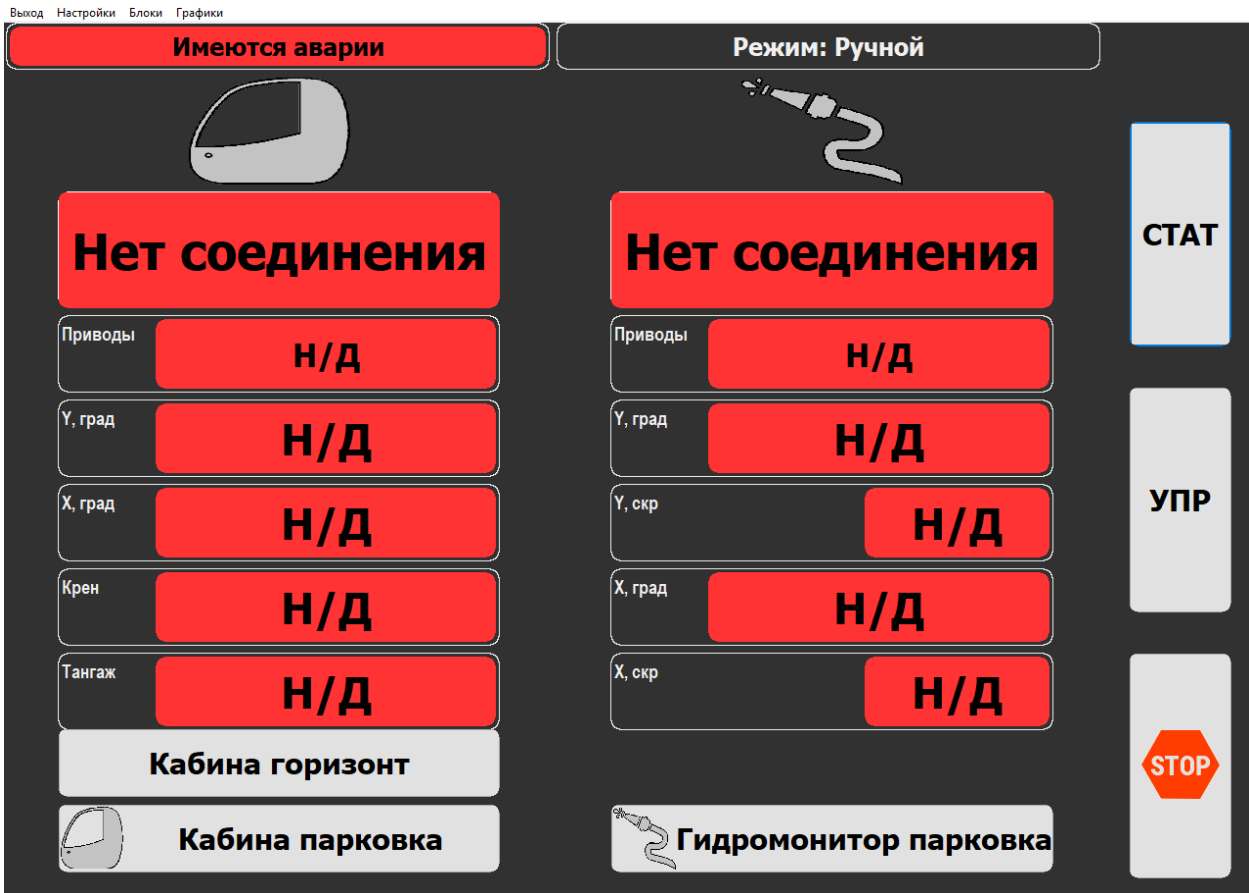 Выход Настройки Блоки Графики
Имеются аварии
Режим: Ручной
Нет соединения
Приводы Н/Д
Y, град Н/Д
X, град Н/Д
Крен Н/Д
Тангаж Н/Д
Кабина горизонт
Кабина парковка
Нет соединения
Приводы Н/Д
Y, град Н/Д
Y, скр Н/Д
X, град Н/Д
X, скр Н/Д
Гидромонитор парковка
СТАТ
УПР
STOP